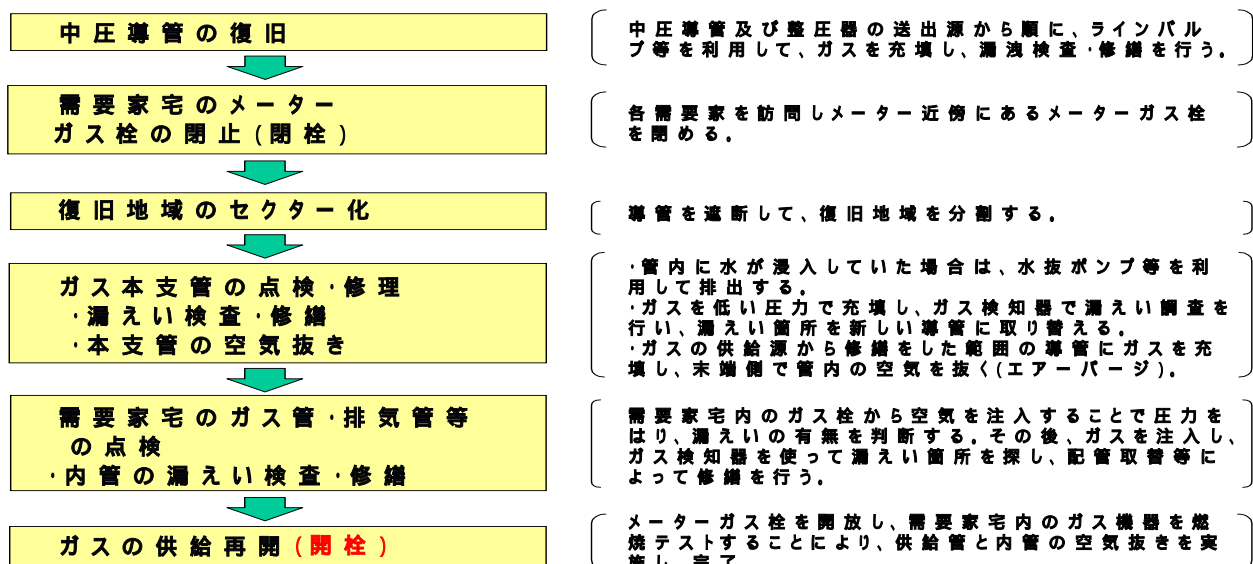 中圧導管の復旧
中圧導管及び整圧器の送出源から順に、ラインバル
ブ等を利用して、ガスを充填し、漏洩検査・修繕を行う。
需要家宅のメーター
ガス栓の閉止(閉栓)
各需要家を訪問しメーター近傍にあるメーターガス栓
を閉める。
復旧地域のセクター化
導管を遮断して、復旧地域を分割する。
ガス本支管の点検・修理
・漏えい検査・修繕
・本支管の空気抜き
・管内に水が浸入していた場合は、水抜ポンプ等を利
用して排出する。
・ガスを低い圧力で充填し、ガス検知器で漏えい調査を
行い、漏えい箇所を新しい導管に取り替える。
・ガスの供給源から修繕をした範囲の導管にガスを充
填し、末端側で管内の空気を抜く(エアーパージ)。
需要家宅のガス管・排気管等
の点検
・内管の漏えい検査・修繕
需要家宅内のガス栓から空気を注入することで圧力を
はり、漏えいの有無を判断する。その後、ガスを注入し、
ガス検知器を使って漏えい箇所を探し、配管取替等に
よって修繕を行う。
ガスの供給再開(開栓)
メーターガス栓を開放し、需要家宅内のガス機器を燃
焼テストすることにより、供給管と内管の空気抜きを実
施し、完了